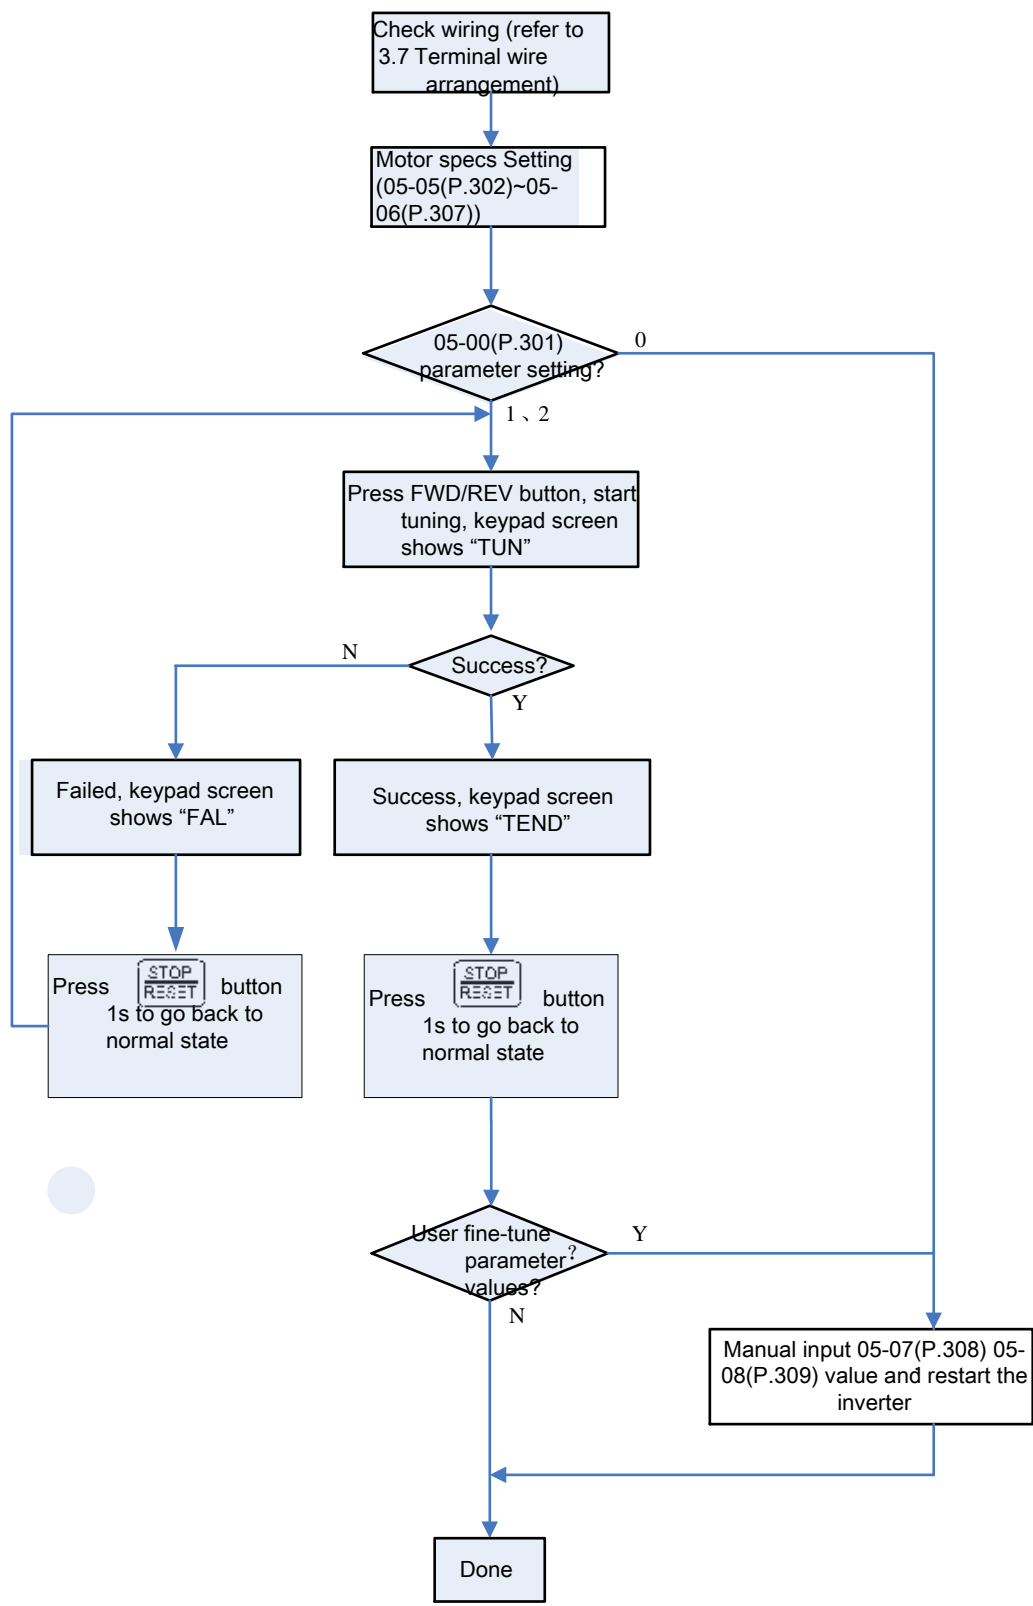 Check wiring (refer to
3.7 Terminal wire
arrangement)
Motor specs Setting
(05-05(P.302)~05-
06(P.307))
05-00(P.301)
parameter setting?
0
1、2
Press FWD/REV button, start
tuning, keypad screen
shows “TUN”
Success?
N
Y
Failed, keypad screen
shows “FAL”
Success, keypad screen
shows “TEND”
Press STOP RESET button
1s to go back to
normal state
Press STOP RESET button
1s to go back to
normal state
User fine-tune
parameter?
values?
Y
N
Manual input 05-07(P.308) 05-
08(P.309) value and restart the
inverter
Done